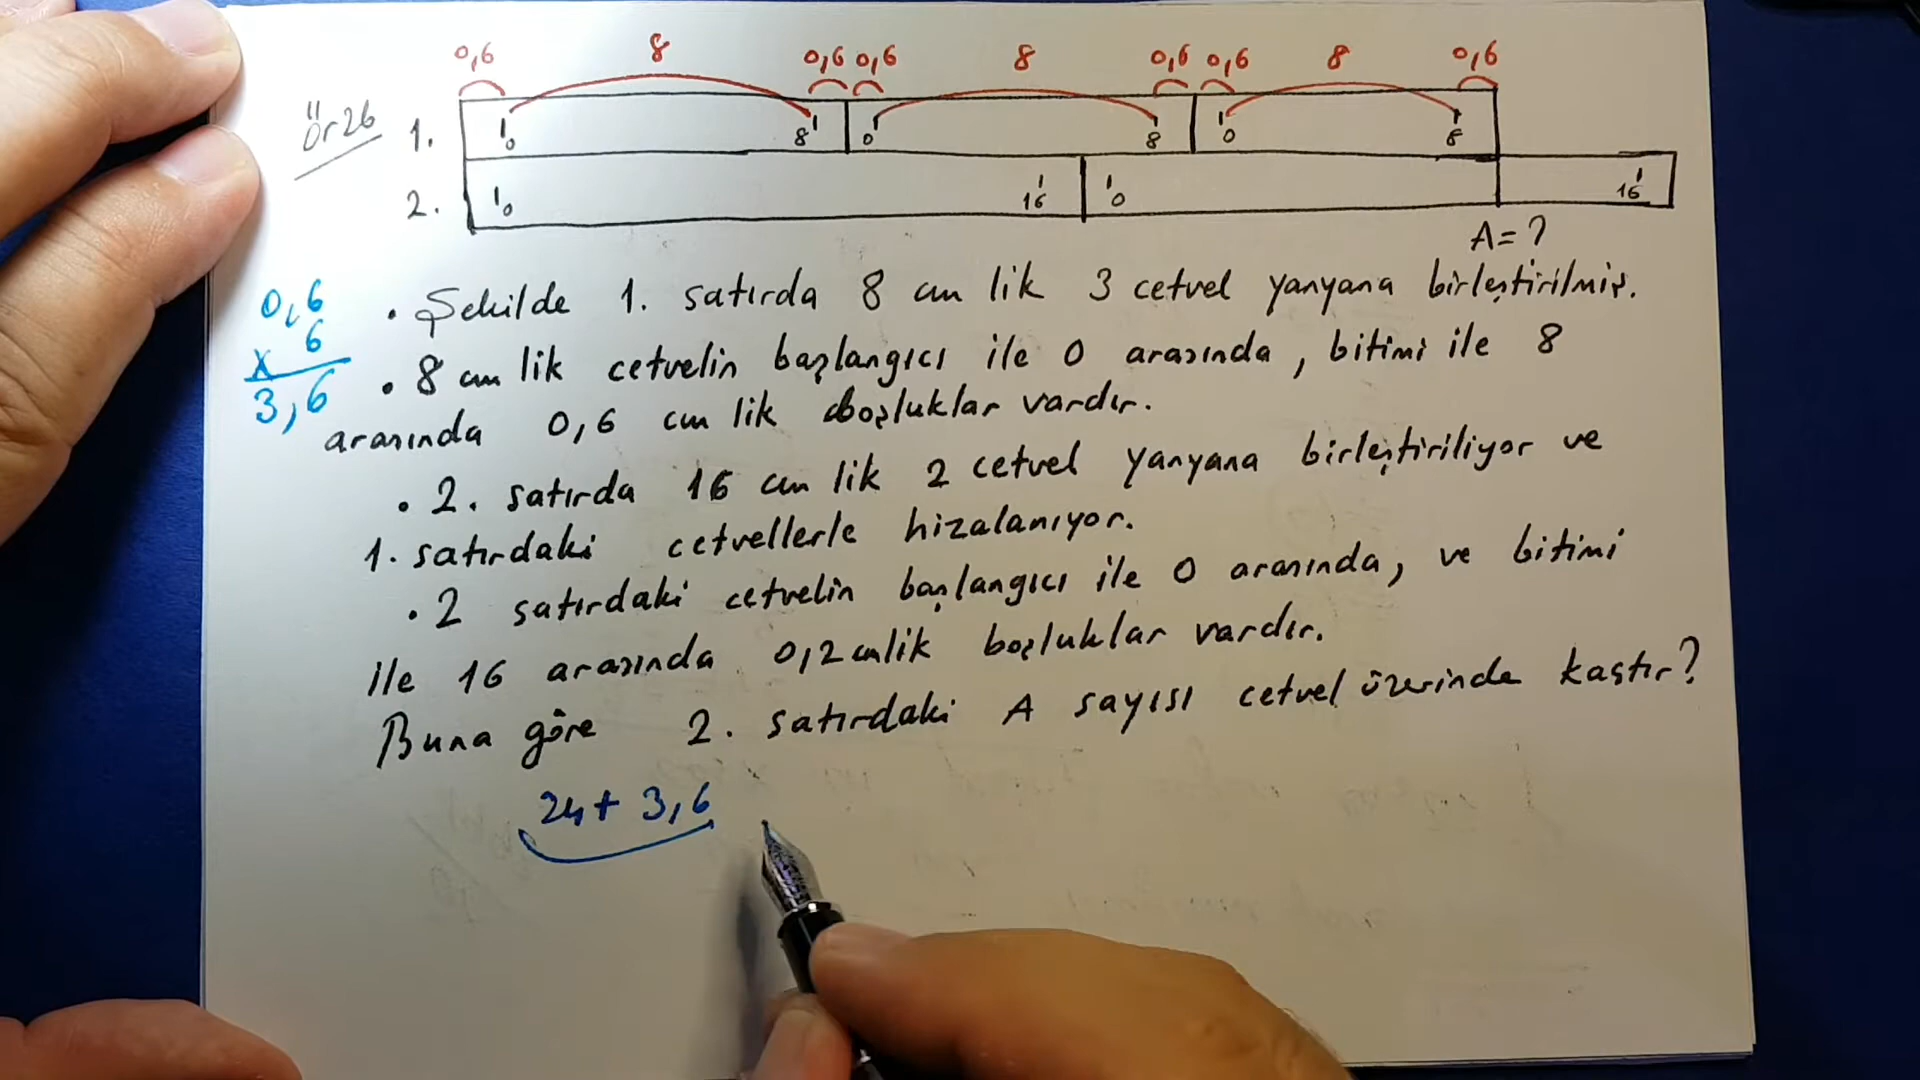 0,6 8 0,6 0,6 8 0,6 0,6 8 0,6
Ör26 1. 0 8 0 8 0 8
2. 0 16 0 16
A = ?
0,6
x 6
3,6
• Şekilde 1. satırda 8 cm lik 3 cetvel yanyana birleştirilmiş.
• 8 cm lik cetvelin başlangıcı ile 0 arasında, bitimi ile 8
arasında 0,6 cm lik boşluklar vardır.
• 2. satırda 16 cm lik 2 cetvel yanyana birleştiriliyor ve
1. satırdaki cetvellerle hizalanıyor.
• 2 satırdaki cetvelin başlangıcı ile 0 arasında, ve bitimi
ile 16 arasında 0,2 cmlik boşluklar vardır.
Buna göre 2. satırdaki A sayısı cetvel üzerinde kaçtır?
24 + 3,6